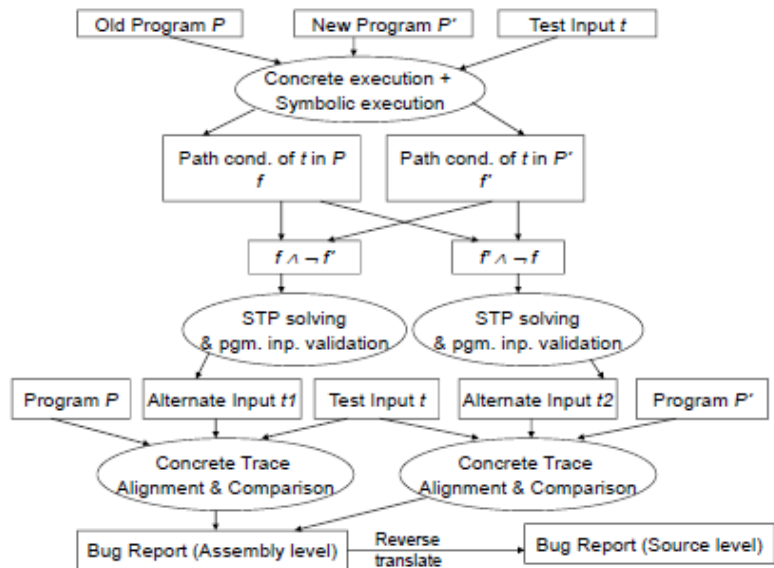 Old Program P
New Program P'
Test Input t
Concrete execution +
Symbolic execution
Path cond. of t in P
f
Path cond. of t in P'
f'
f ∧ ¬ f'
f' ∧ ¬ f
STP solving
& pgm. inp. validation
STP solving
& pgm. inp. validation
Program P
Alternate Input t1
Test Input t
Alternate Input t2
Program P'
Concrete Trace
Alignment & Comparison
Concrete Trace
Alignment & Comparison
Bug Report (Assembly level)
Reverse
translate
Bug Report (Source level)